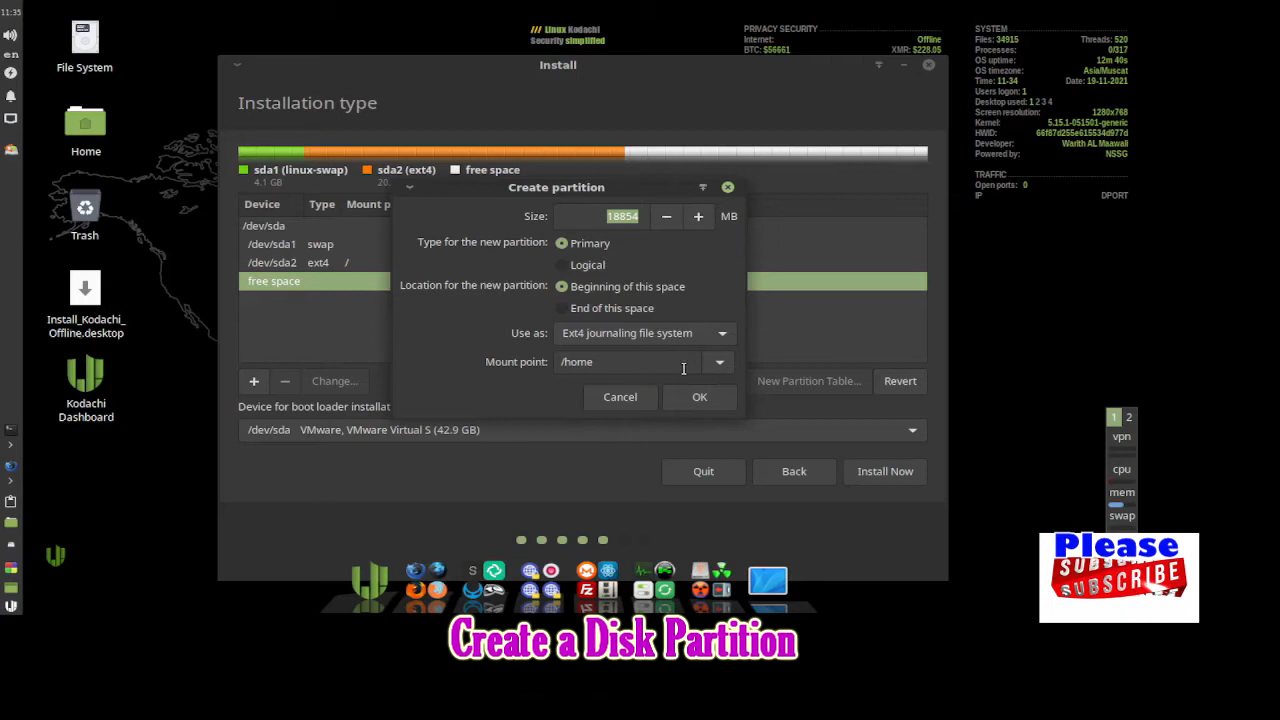 11:35
en
File System
Home
Trash
Install_Kodachi_
Offline.desktop
Kodachi
Dashboard
/// Linux Kodachi
Security simplified
PRIVACY SECURITY
Internet: Offline
BTC: $56661 XMR: $228.05
SYSTEM
Files: 34915 Threads: 520
Processes: 0/317
OS uptime: 12m 40s
OS timezone: Asia/Muscat
Time: 11-34 Date: 19-11-2021
Users logon: 1
Desktop used: 1 2 3 4
Screen resolution: 1280x768
Kernel: 5.15.1-051501-generic
HWID: 66f87d255e615534d977d
Developer: Warith AL Maawali
Powered by: NSSG
TRAFFIC
Open ports: 0
IP DPORT
Install
Installation type
sda1 (linux-swap) sda2 (ext4) free space
4.1 GB 20.
Device Type Mount p
/dev/sda
/dev/sda1 swap
/dev/sda2 ext4 /
free space
Create partition
Size: 18854 − + MB
Type for the new partition: Primary
Logical
Location for the new partition: Beginning of this space
End of this space
Use as: Ext4 journaling file system
Mount point: /home
Cancel OK
+ − Change... New Partition Table... Revert
Device for boot loader installat
/dev/sda VMware, VMware Virtual S (42.9 GB)
Quit Back Install Now
1 2
vpn
cpu
mem
swap
Please
SUBSCRIBE
Create a Disk Partition